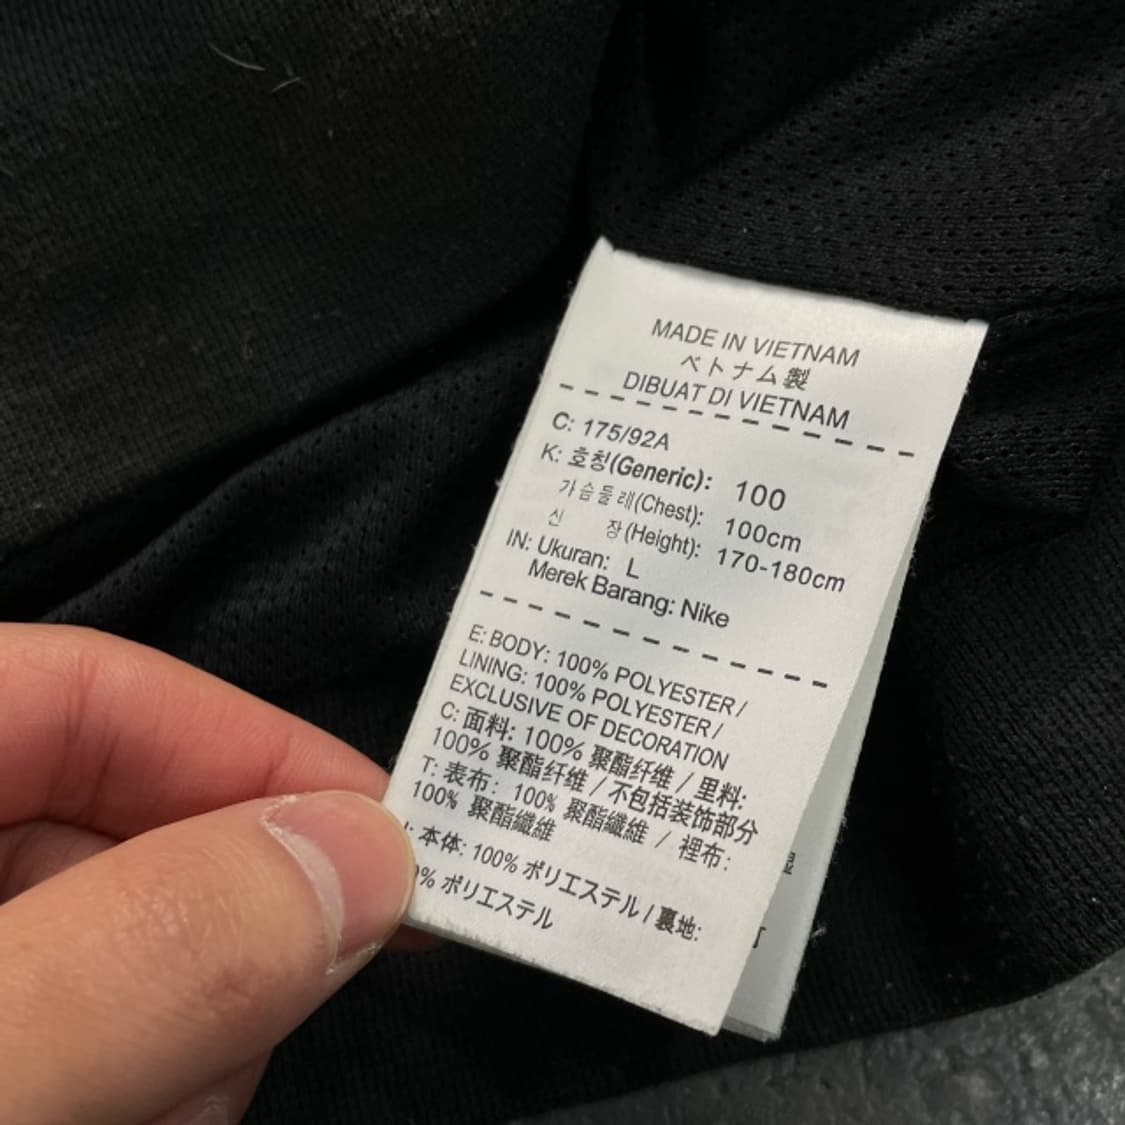 MADE IN VIETNAM
ベトナム製
DIBUAT DI VIETNAM
C: 175/92A
K: 호칭(Generic): 100
가슴둘레(Chest): 100cm
신 장(Height): 170-180cm
IN: Ukuran: L
Merek Barang: Nike
E: BODY: 100% POLYESTER /
LINING: 100% POLYESTER /
EXCLUSIVE OF DECORATION
C: 面料: 100% 聚酯纤维 / 里料:
100% 聚酯纤维 / 不包括装饰部分
T: 表布: 100% 聚酯纖維 / 裡布:
100% 聚酯纖維
本体: 100% ポリエステル / 裏地:
% ポリエステル